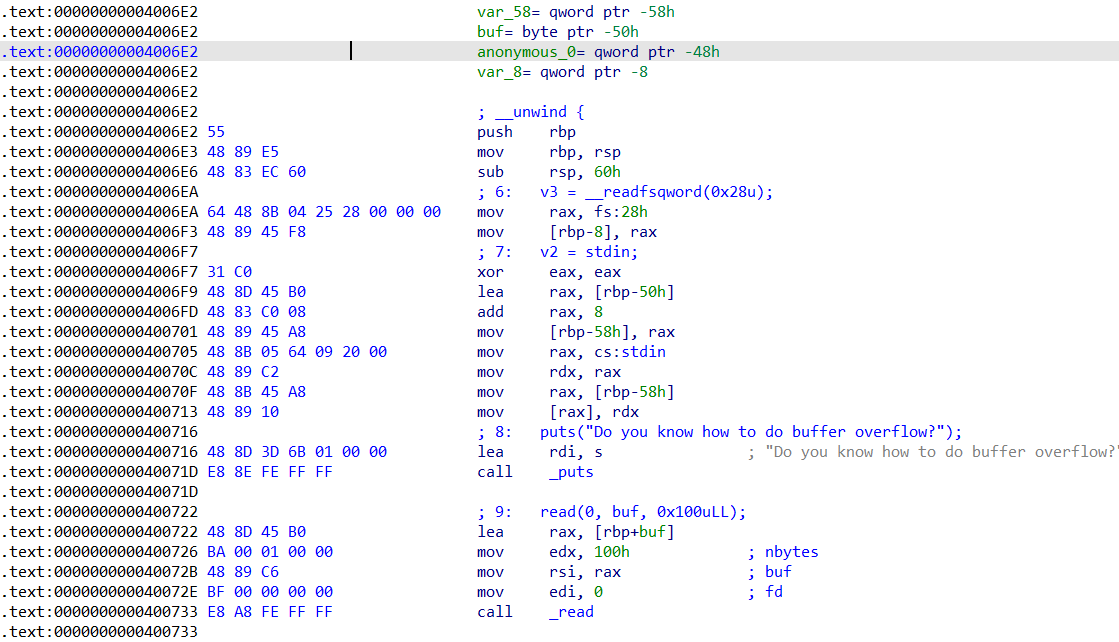 .text:00000000004006E2 var_58= qword ptr -58h
.text:00000000004006E2 buf= byte ptr -50h
.text:00000000004006E2 anonymous_0= qword ptr -48h
.text:00000000004006E2 var_8= qword ptr -8
.text:00000000004006E2
.text:00000000004006E2 ; __unwind {
.text:00000000004006E2 55 push rbp
.text:00000000004006E3 48 89 E5 mov rbp, rsp
.text:00000000004006E6 48 83 EC 60 sub rsp, 60h
.text:00000000004006EA ; 6: v3 = __readfsqword(0x28u);
.text:00000000004006EA 64 48 8B 04 25 28 00 00 00 mov rax, fs:28h
.text:00000000004006F3 48 89 45 F8 mov [rbp-8], rax
.text:00000000004006F7 ; 7: v2 = stdin;
.text:00000000004006F7 31 C0 xor eax, eax
.text:00000000004006F9 48 8D 45 B0 lea rax, [rbp-50h]
.text:00000000004006FD 48 83 C0 08 add rax, 8
.text:0000000000400701 48 89 45 A8 mov [rbp-58h], rax
.text:0000000000400705 48 8B 05 64 09 20 00 mov rax, cs:stdin
.text:000000000040070C 48 89 C2 mov rdx, rax
.text:000000000040070F 48 8B 45 A8 mov rax, [rbp-58h]
.text:0000000000400713 48 89 10 mov [rax], rdx
.text:0000000000400716 ; 8: puts("Do you know how to do buffer overflow?");
.text:0000000000400716 48 8D 3D 6B 01 00 00 lea rdi, s ; "Do you know how to do buffer overflow?"
.text:000000000040071D E8 8E FE FF FF call _puts
.text:000000000040071D
.text:0000000000400722 ; 9: read(0, buf, 0x100uLL);
.text:0000000000400722 48 8D 45 B0 lea rax, [rbp+buf]
.text:0000000000400726 BA 00 01 00 00 mov edx, 100h ; nbytes
.text:000000000040072B 48 89 C6 mov rsi, rax ; buf
.text:000000000040072E BF 00 00 00 00 mov edi, 0 ; fd
.text:0000000000400733 E8 A8 FE FF FF call _read
.text:0000000000400733